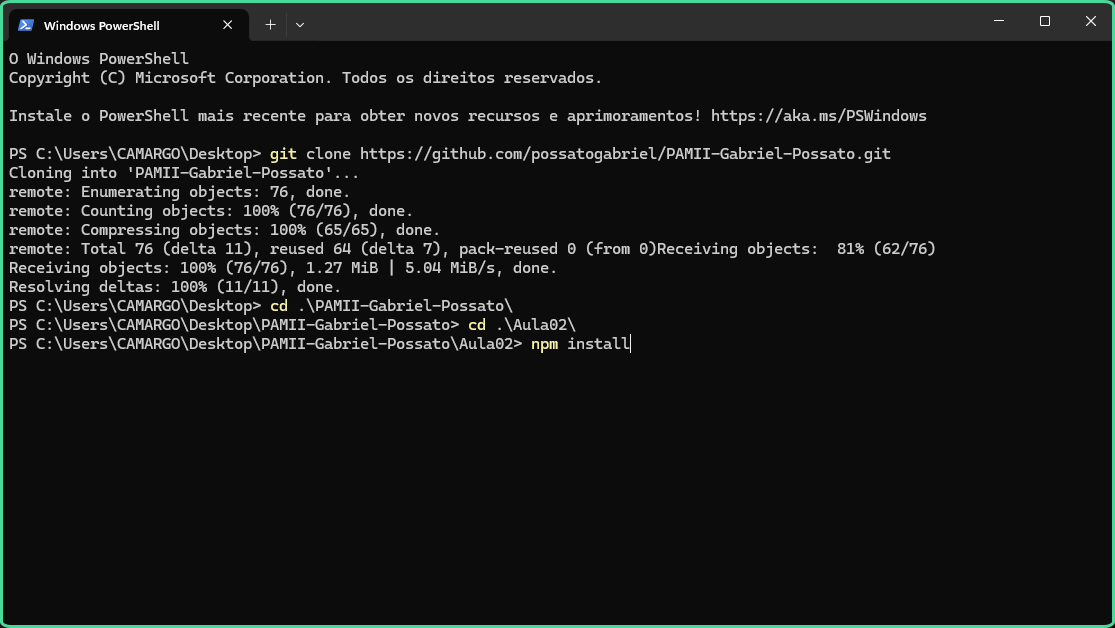 Windows PowerShell
O Windows PowerShell
Copyright (C) Microsoft Corporation. Todos os direitos reservados.
Instale o PowerShell mais recente para obter novos recursos e aprimoramentos! https://aka.ms/PSWindows
PS C:\Users\CAMARGO\Desktop> git clone https://github.com/possatogabriel/PAMII-Gabriel-Possato.git
Cloning into 'PAMII-Gabriel-Possato'...
remote: Enumerating objects: 76, done.
remote: Counting objects: 100% (76/76), done.
remote: Compressing objects: 100% (65/65), done.
remote: Total 76 (delta 11), reused 64 (delta 7), pack-reused 0 (from 0)Receiving objects:  81% (62/76)
Receiving objects: 100% (76/76), 1.27 MiB | 5.04 MiB/s, done.
Resolving deltas: 100% (11/11), done.
PS C:\Users\CAMARGO\Desktop> cd .\PAMII-Gabriel-Possato\
PS C:\Users\CAMARGO\Desktop\PAMII-Gabriel-Possato> cd .\Aula02\
PS C:\Users\CAMARGO\Desktop\PAMII-Gabriel-Possato\Aula02> npm install